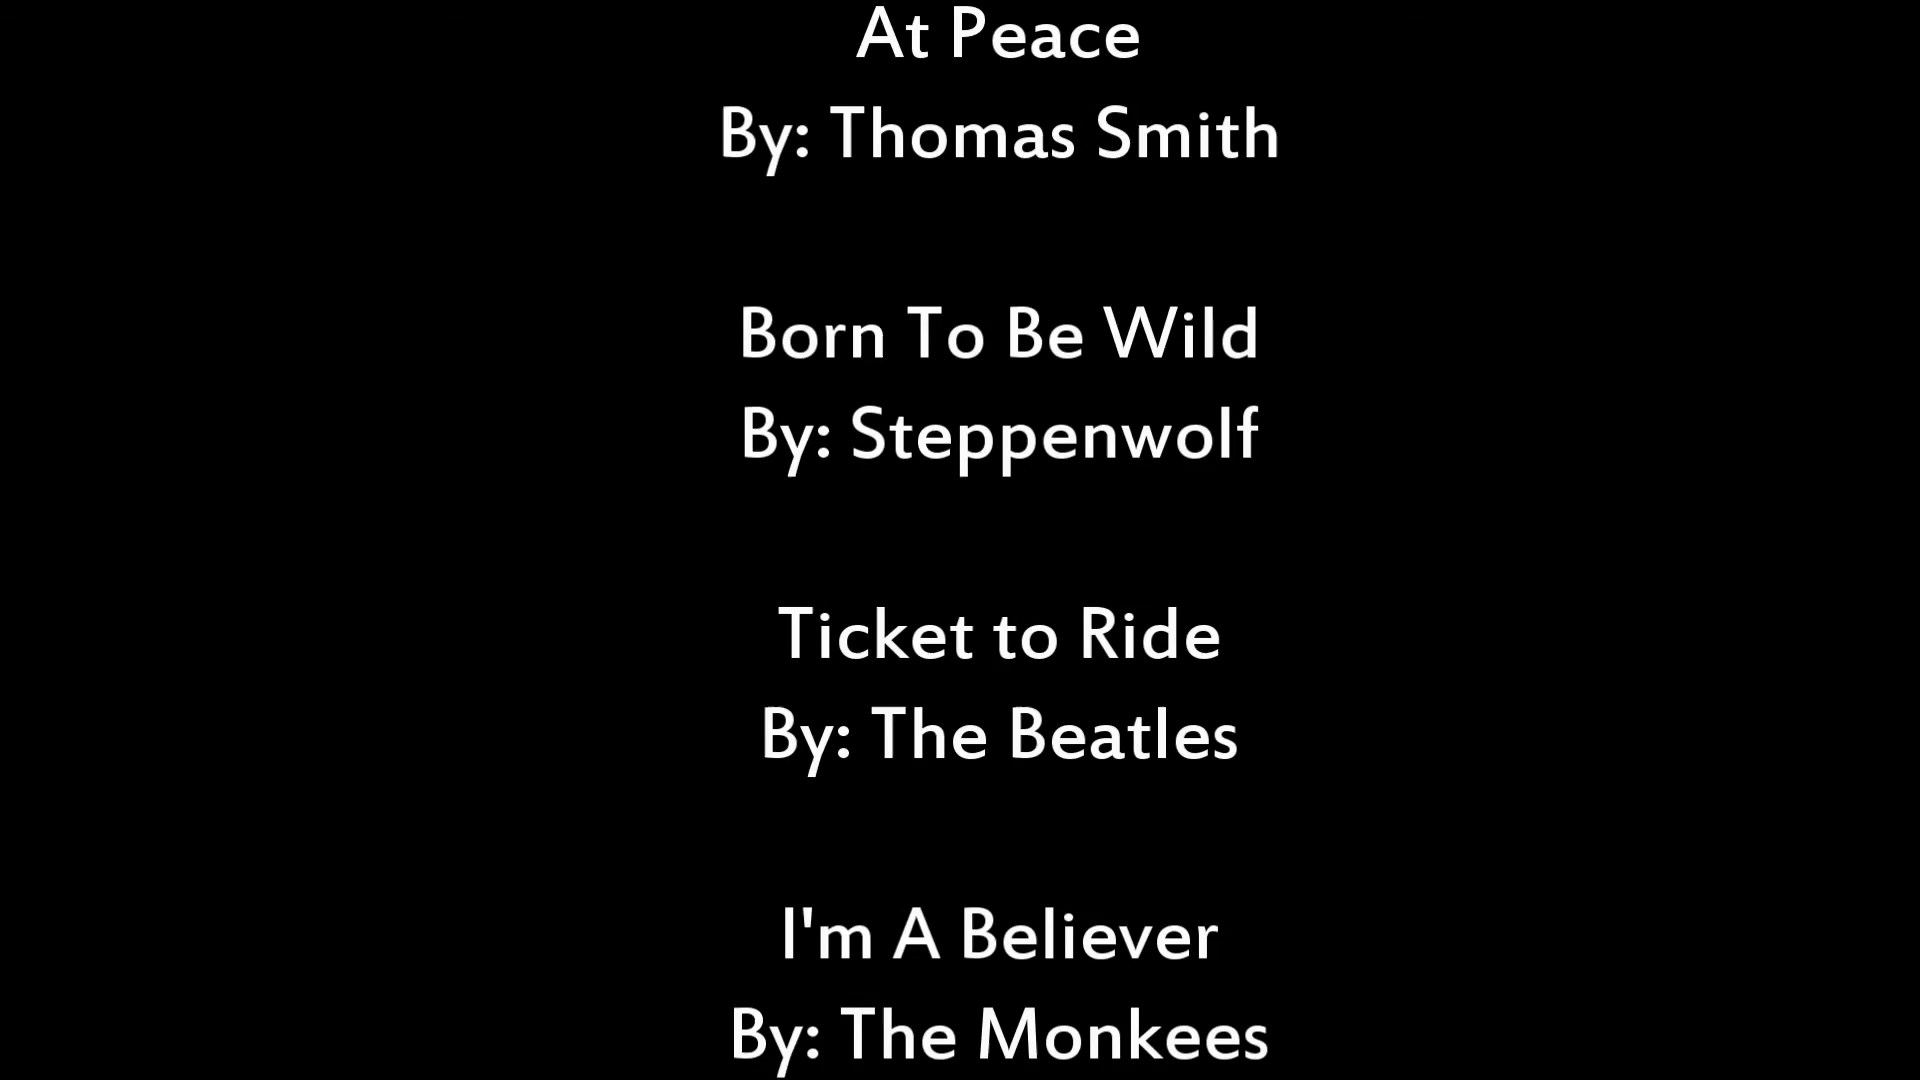 At Peace
By: Thomas Smith
Born To Be Wild
By: Steppenwolf
Ticket to Ride
By: The Beatles
I'm A Believer
By: The Monkees